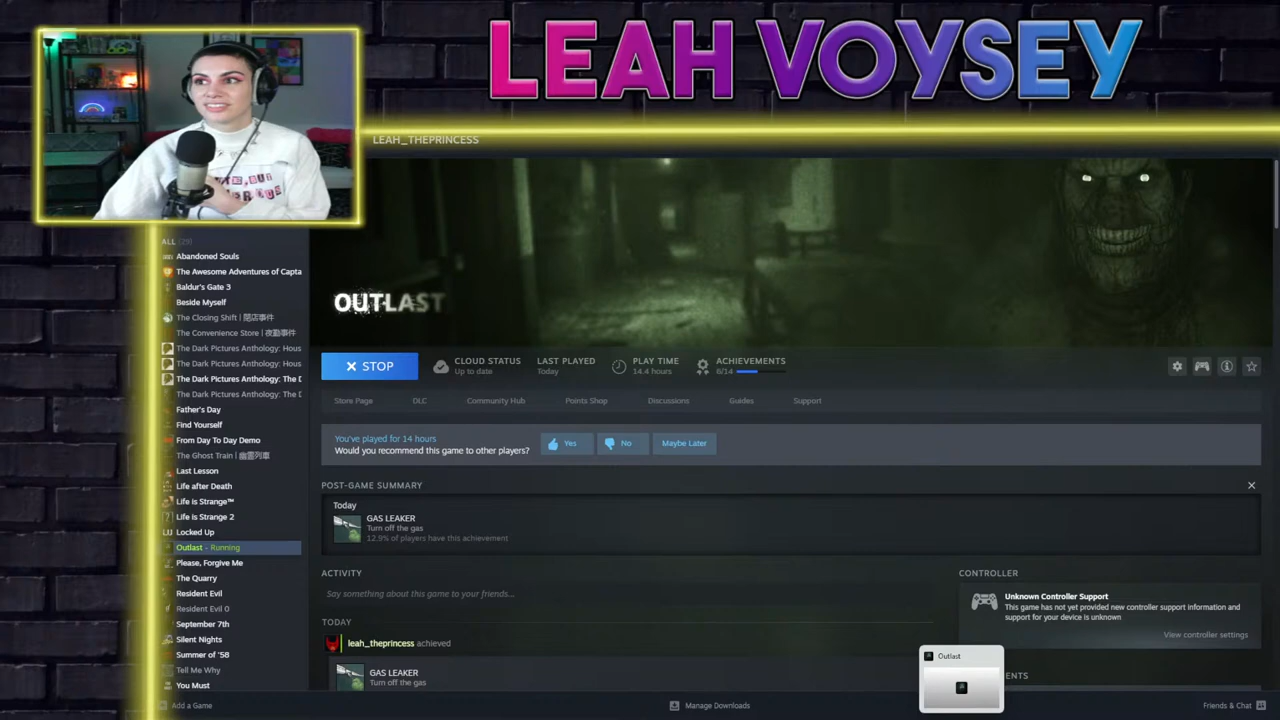 LEAH VOYSEY
LEAH_THEPRINCESS
OUTLAST
STOP
CLOUD STATUS
Up to date
LAST PLAYED
Today
PLAY TIME
14.4 hours
ACHIEVEMENTS
6/14
Store Page
DLC
Community Hub
Points Shop
Discussions
Guides
Support
You've played for 14 hours
Would you recommend this game to other players?
Yes
No
Maybe Later
POST-GAME SUMMARY
Today
GAS LEAKER
Turn off the gas
12.9% of players have this achievement
ACTIVITY
Say something about this game to your friends...
TODAY
leah_theprincess achieved
GAS LEAKER
Turn off the gas
CONTROLLER
Unknown Controller Support
This game has not yet provided new controller support information and
support for your device is unknown
View controller settings
Outlast
ENTS
ALL (29)
Abandoned Souls
The Awesome Adventures of Capta
Baldur's Gate 3
Beside Myself
The Closing Shift | 閉店事件
The Convenience Store | 夜勤事件
The Dark Pictures Anthology: Hous
The Dark Pictures Anthology: Hous
The Dark Pictures Anthology: The D
The Dark Pictures Anthology: The D
Father's Day
Find Yourself
From Day To Day Demo
The Ghost Train | 幽霊列車
Last Lesson
Life after Death
Life is Strange™
Life is Strange 2
Locked Up
Outlast - Running
Please, Forgive Me
The Quarry
Resident Evil
Resident Evil 0
September 7th
Silent Nights
Summer of '58
Tell Me Why
You Must
Add a Game
Manage Downloads
Friends & Chat